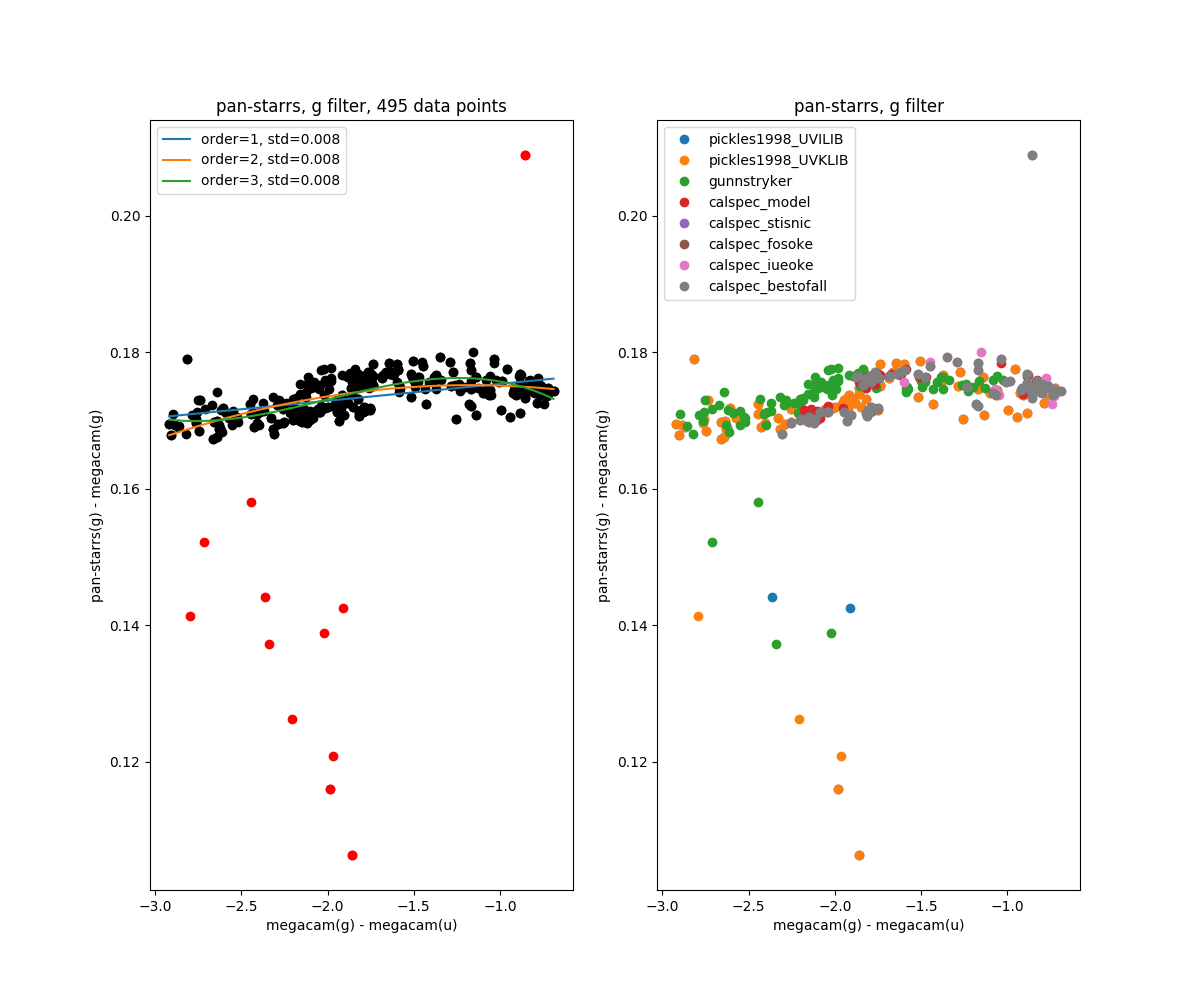 pan-starrs, g filter, 495 data points
order=1, std=0.008
order=2, std=0.008
order=3, std=0.008
0.20
0.18
0.16
0.14
0.12
pan-starrs(g) - megacam(g)
−3.0 −2.5 −2.0 −1.5 −1.0
megacam(g) - megacam(u)
pan-starrs, g filter
pickles1998_UVILIB
pickles1998_UVKLIB
gunnstryker
calspec_model
calspec_stisnic
calspec_fosoke
calspec_iueoke
calspec_bestofall
0.20
0.18
0.16
0.14
0.12
pan-starrs(g) - megacam(g)
−3.0 −2.5 −2.0 −1.5 −1.0
megacam(g) - megacam(u)